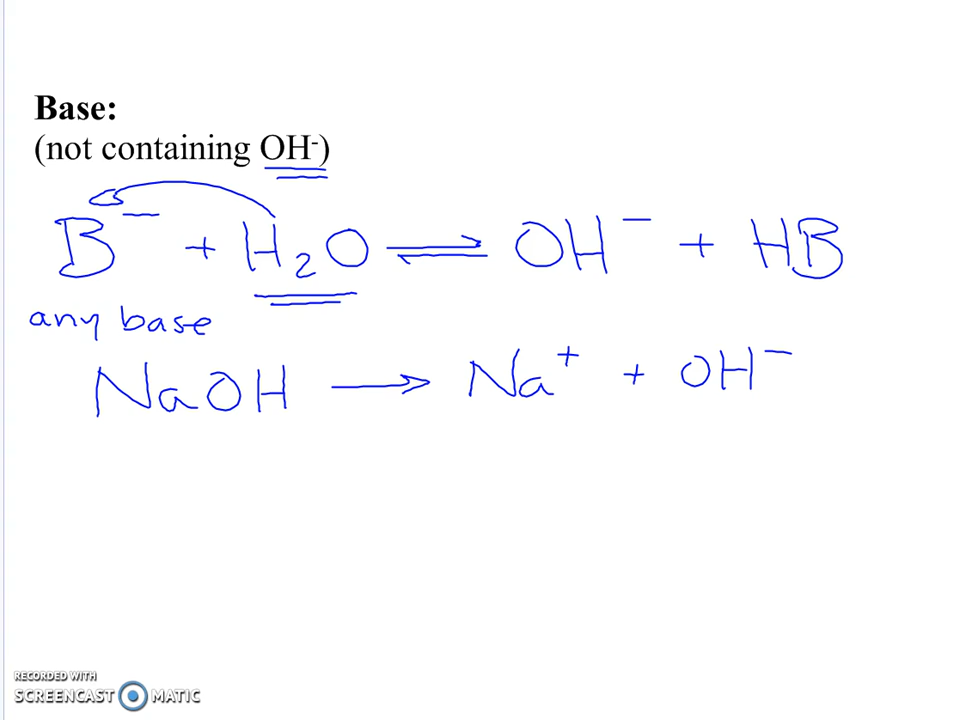 Base:
(not containing OH⁻)
B⁻ + H₂O ⇌ OH⁻ + HB
any base
NaOH → Na⁺ + OH⁻
RECORDED WITH
SCREENCAST MATIC